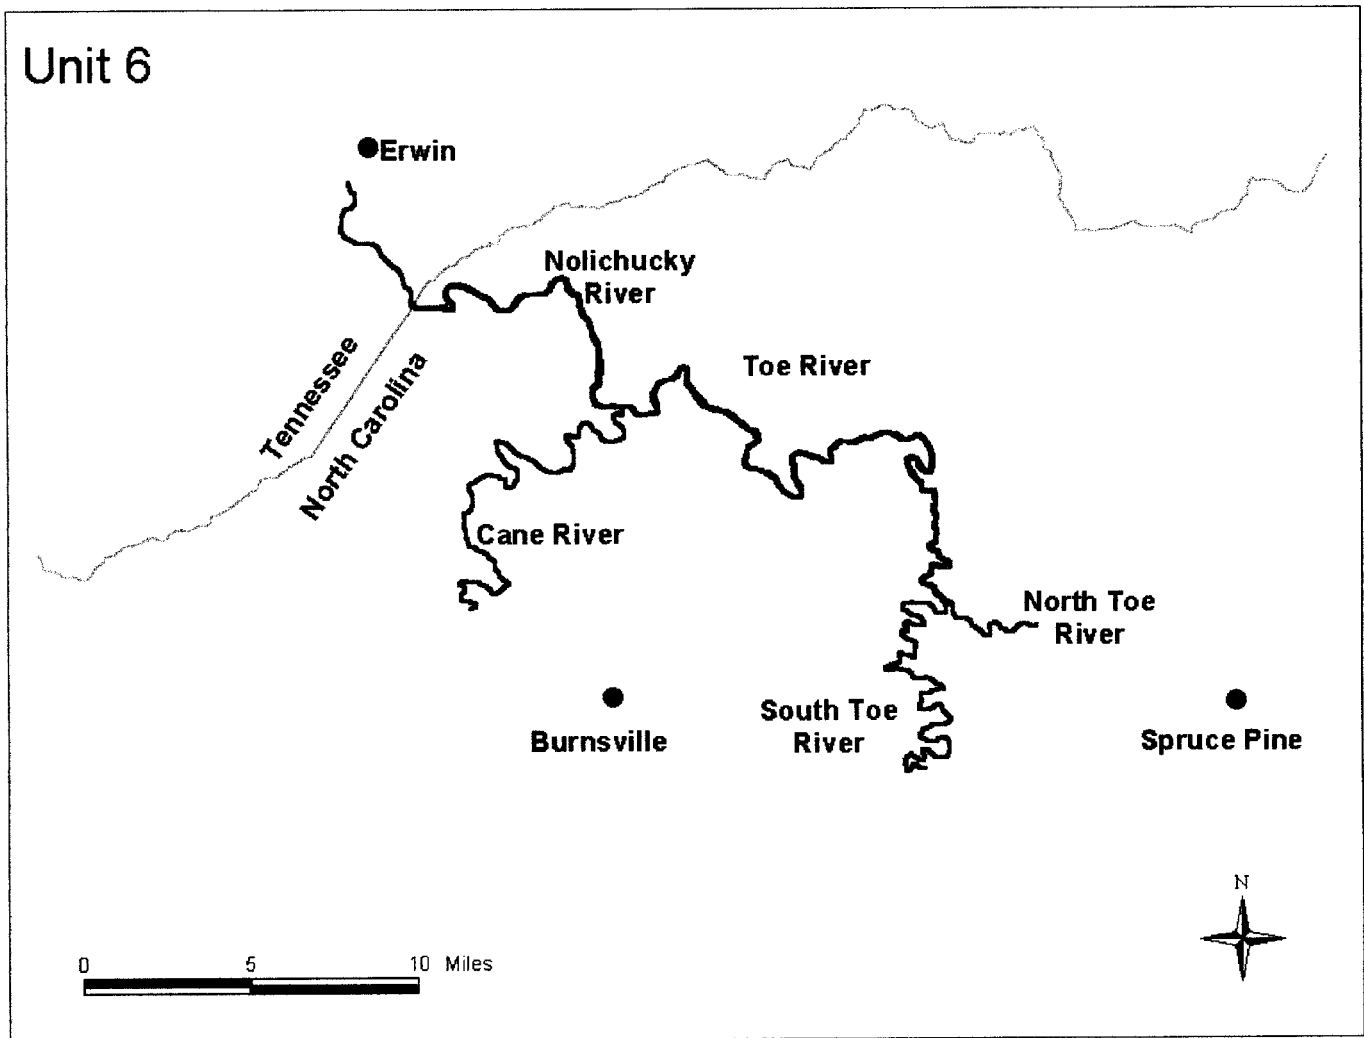 Unit 6
Erwin
Nolichucky
River
Toe River
Tennessee
North Carolina
Cane River
North Toe
River
South Toe
River
Burnsville
Spruce Pine
N
0 5 10 Miles